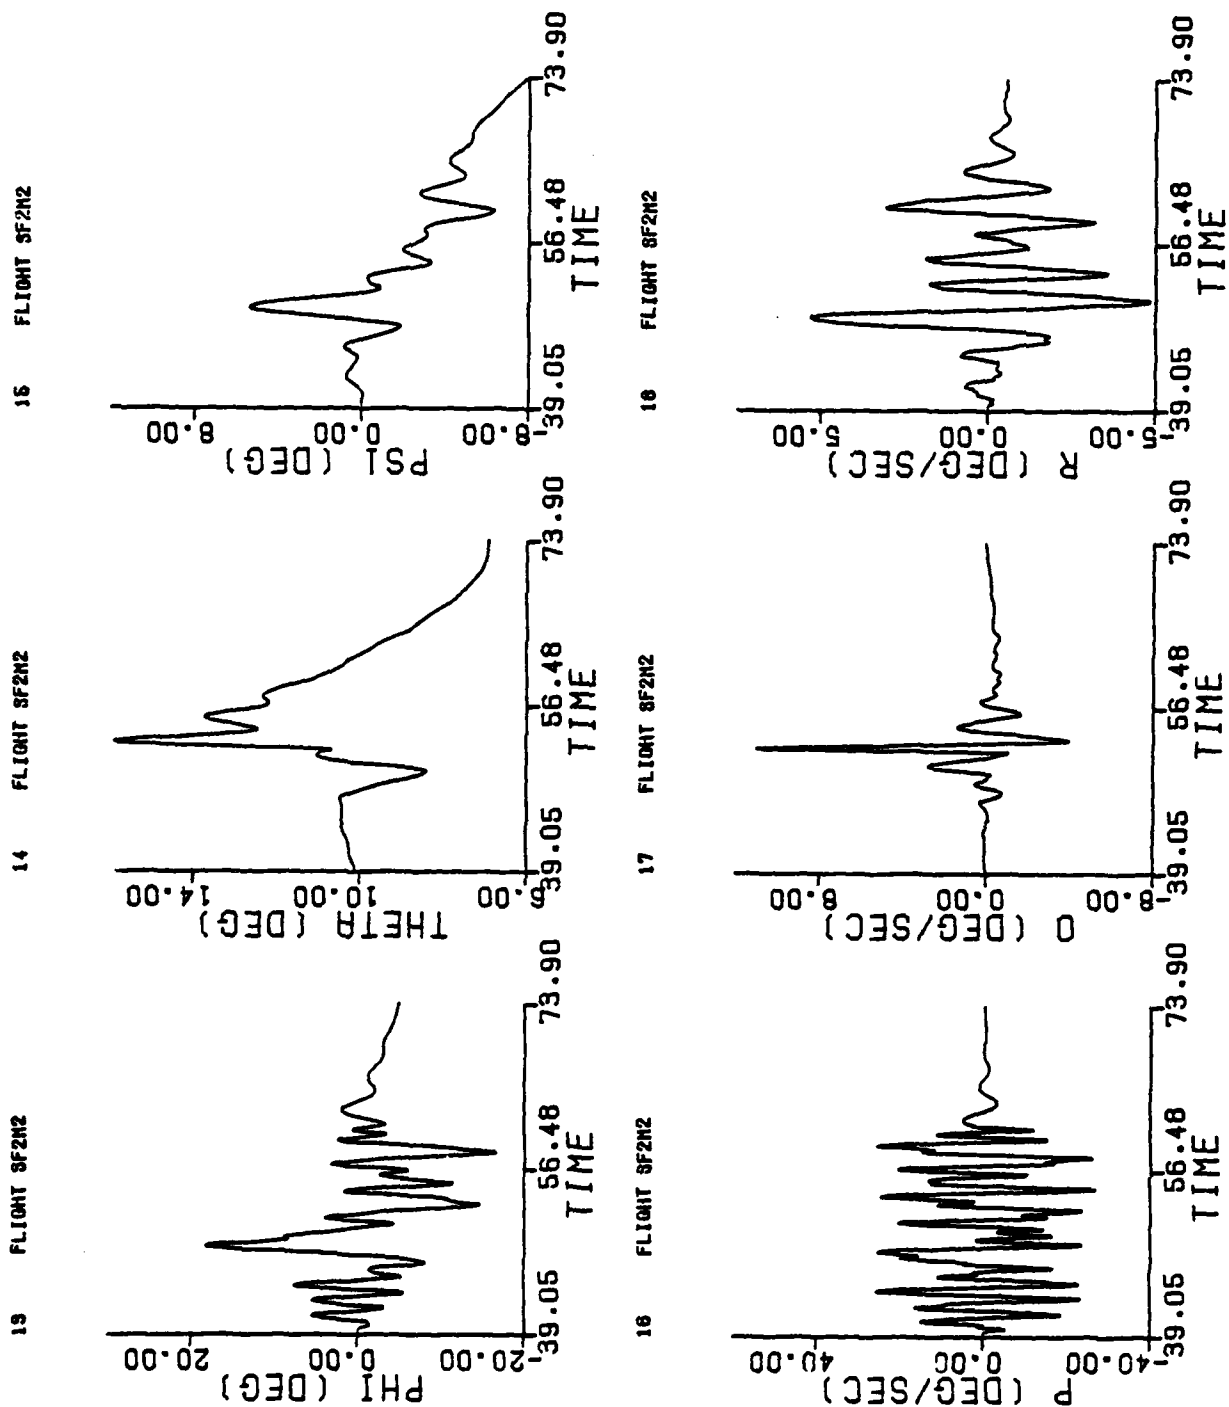 13 FLIGHT SF2M2
PHI (DEG)
20.00
0.00
-20.00
39.05
56.48
73.90
TIME
14 FLIGHT SF2M2
THETA (DEG)
14.00
10.00
6.00
39.05
56.48
73.90
TIME
15 FLIGHT SF2M2
PSI (DEG)
8.00
0.00
-8.00
39.05
56.48
73.90
TIME
16 FLIGHT SF2M2
P (DEG/SEC)
40.00
0.00
-40.00
39.05
56.48
73.90
TIME
17 FLIGHT SF2M2
Q (DEG/SEC)
8.00
0.00
-8.00
39.05
56.48
73.90
TIME
18 FLIGHT SF2M2
R (DEG/SEC)
5.00
0.00
-5.00
39.05
56.48
73.90
TIME